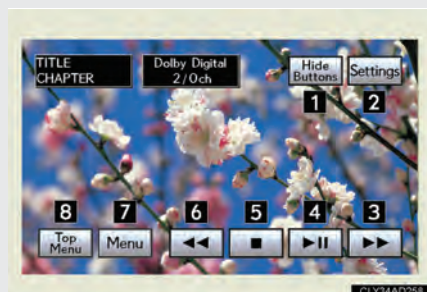 TITLE
CHAPTER
Dolby Digital
2/0ch
Hide
Buttons
Settings
1
2
8
7
6
5
4
3
Top
Menu
Menu
CLY34AD258